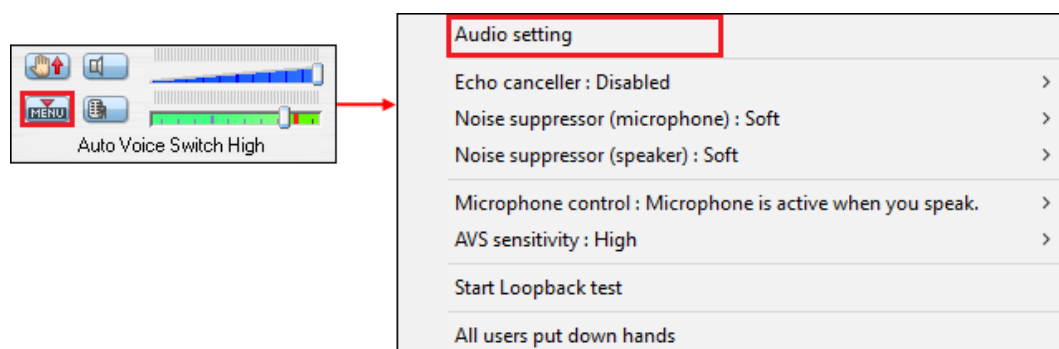 MENU
Auto Voice Switch High
Audio setting
Echo canceller : Disabled
Noise suppressor (microphone) : Soft
Noise suppressor (speaker) : Soft
Microphone control : Microphone is active when you speak.
AVS sensitivity : High
Start Loopback test
All users put down hands